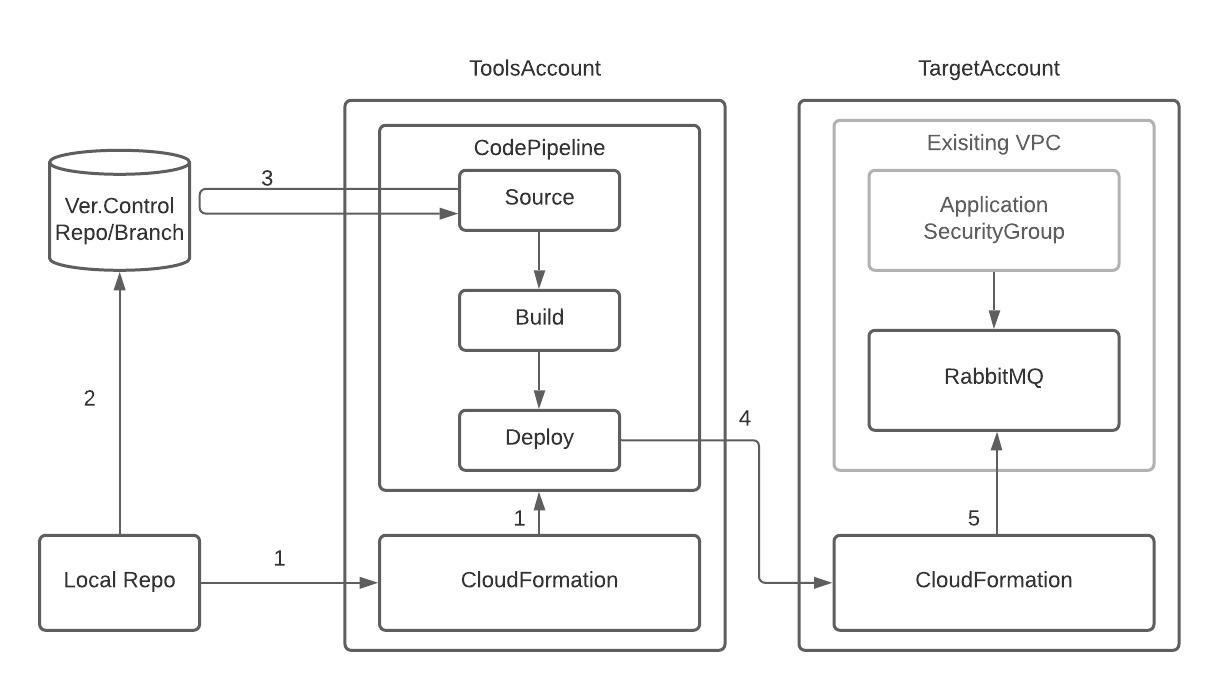 ToolsAccount
TargetAccount
CodePipeline
Exisiting VPC
3
Source
Application
SecurityGroup
Ver.Control
Repo/Branch
Build
RabbitMQ
2
Deploy
4
1
5
1
Local Repo
CloudFormation
CloudFormation